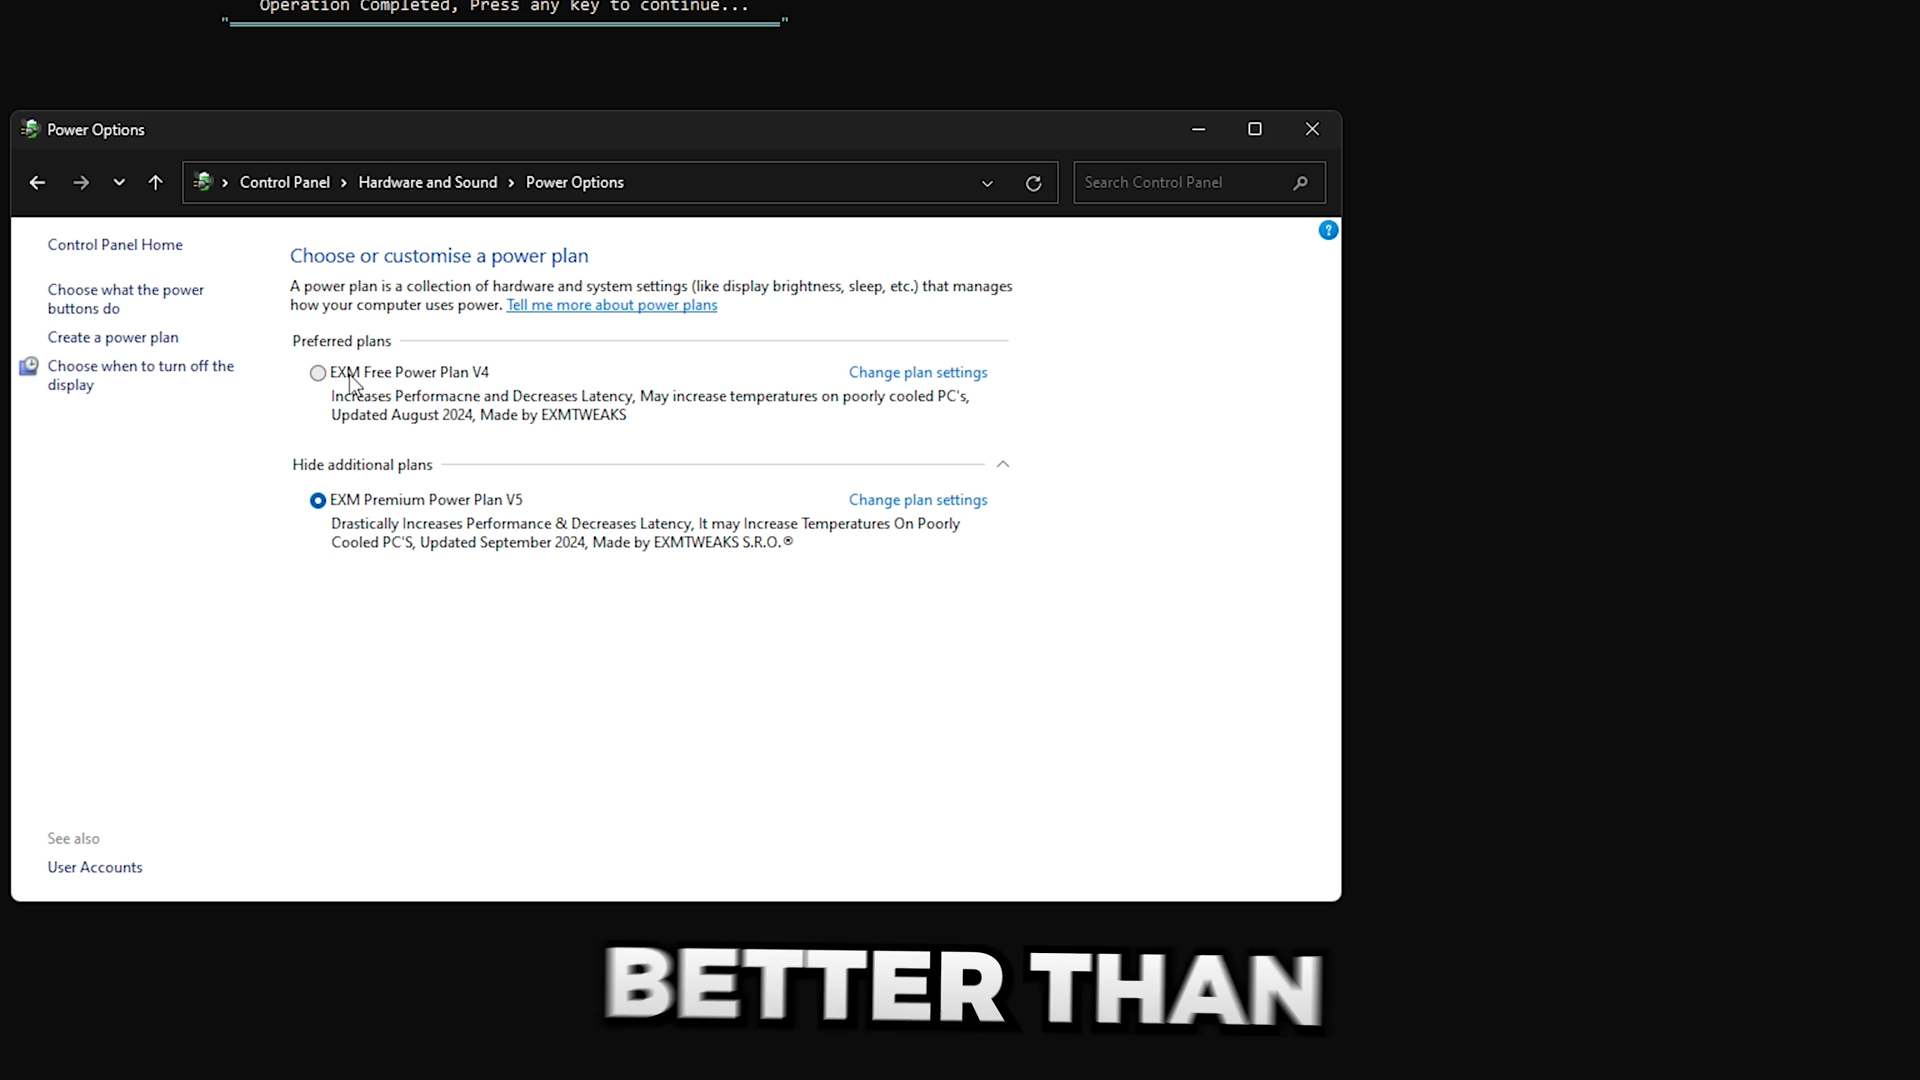 Operation Completed, Press any key to continue...
Power Options
Control Panel > Hardware and Sound > Power Options
Search Control Panel
?
Control Panel Home
Choose what the power
buttons do
Create a power plan
Choose when to turn off the
display
Choose or customise a power plan
A power plan is a collection of hardware and system settings (like display brightness, sleep, etc.) that manages
how your computer uses power. Tell me more about power plans
Preferred plans
EXM Free Power Plan V4 Change plan settings
Increases Performacne and Decreases Latency, May increase temperatures on poorly cooled PC's,
Updated August 2024, Made by EXMTWEAKS
Hide additional plans
EXM Premium Power Plan V5 Change plan settings
Drastically Increases Performance & Decreases Latency, It may Increase Temperatures On Poorly
Cooled PC'S, Updated September 2024, Made by EXMTWEAKS S.R.O.®
See also
User Accounts
BETTER THAN